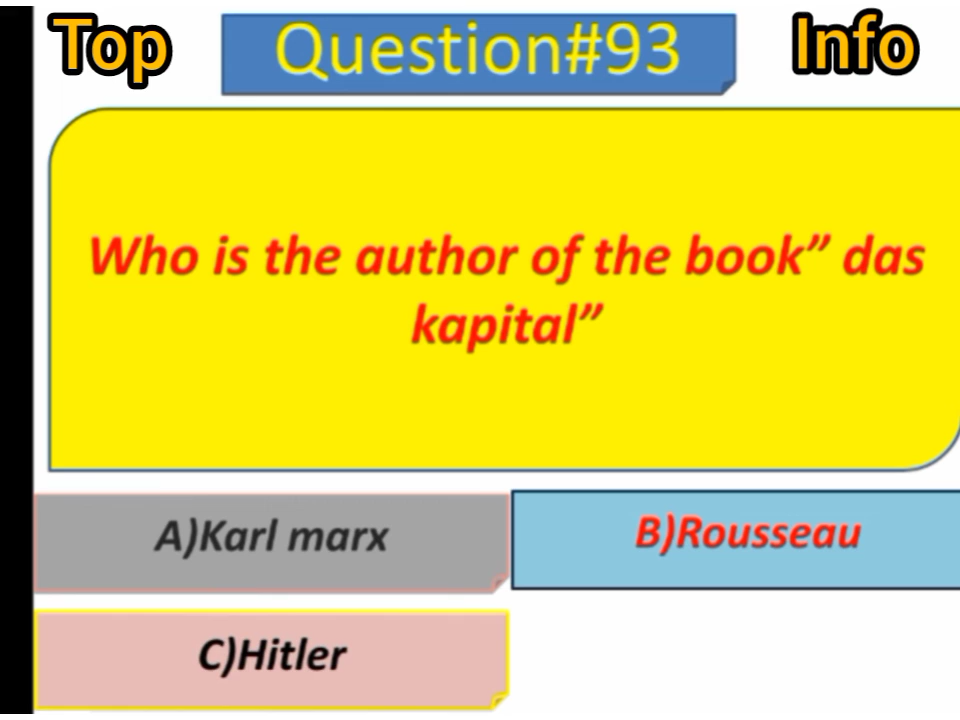 Top Question#93 Info
Who is the author of the book” das
kapital”
A)Karl marx B)Rousseau
C)Hitler